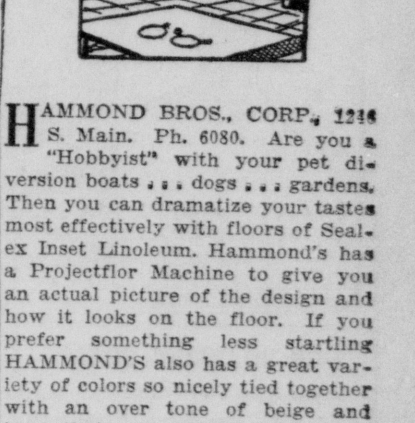 HAMMOND BROS., CORP., 1246
S. Main. Ph. 6080. Are you a
"Hobbyist" with your pet di-
version boats . . . dogs . . . gardens.
Then you can dramatize your tastes
most effectively with floors of Seal-
ex Inset Linoleum. Hammond's has
a Projectflor Machine to give you
an actual picture of the design and
how it looks on the floor. If you
prefer something less startling
HAMMOND'S also has a great var-
iety of colors so nicely tied together
with an over tone of beige and